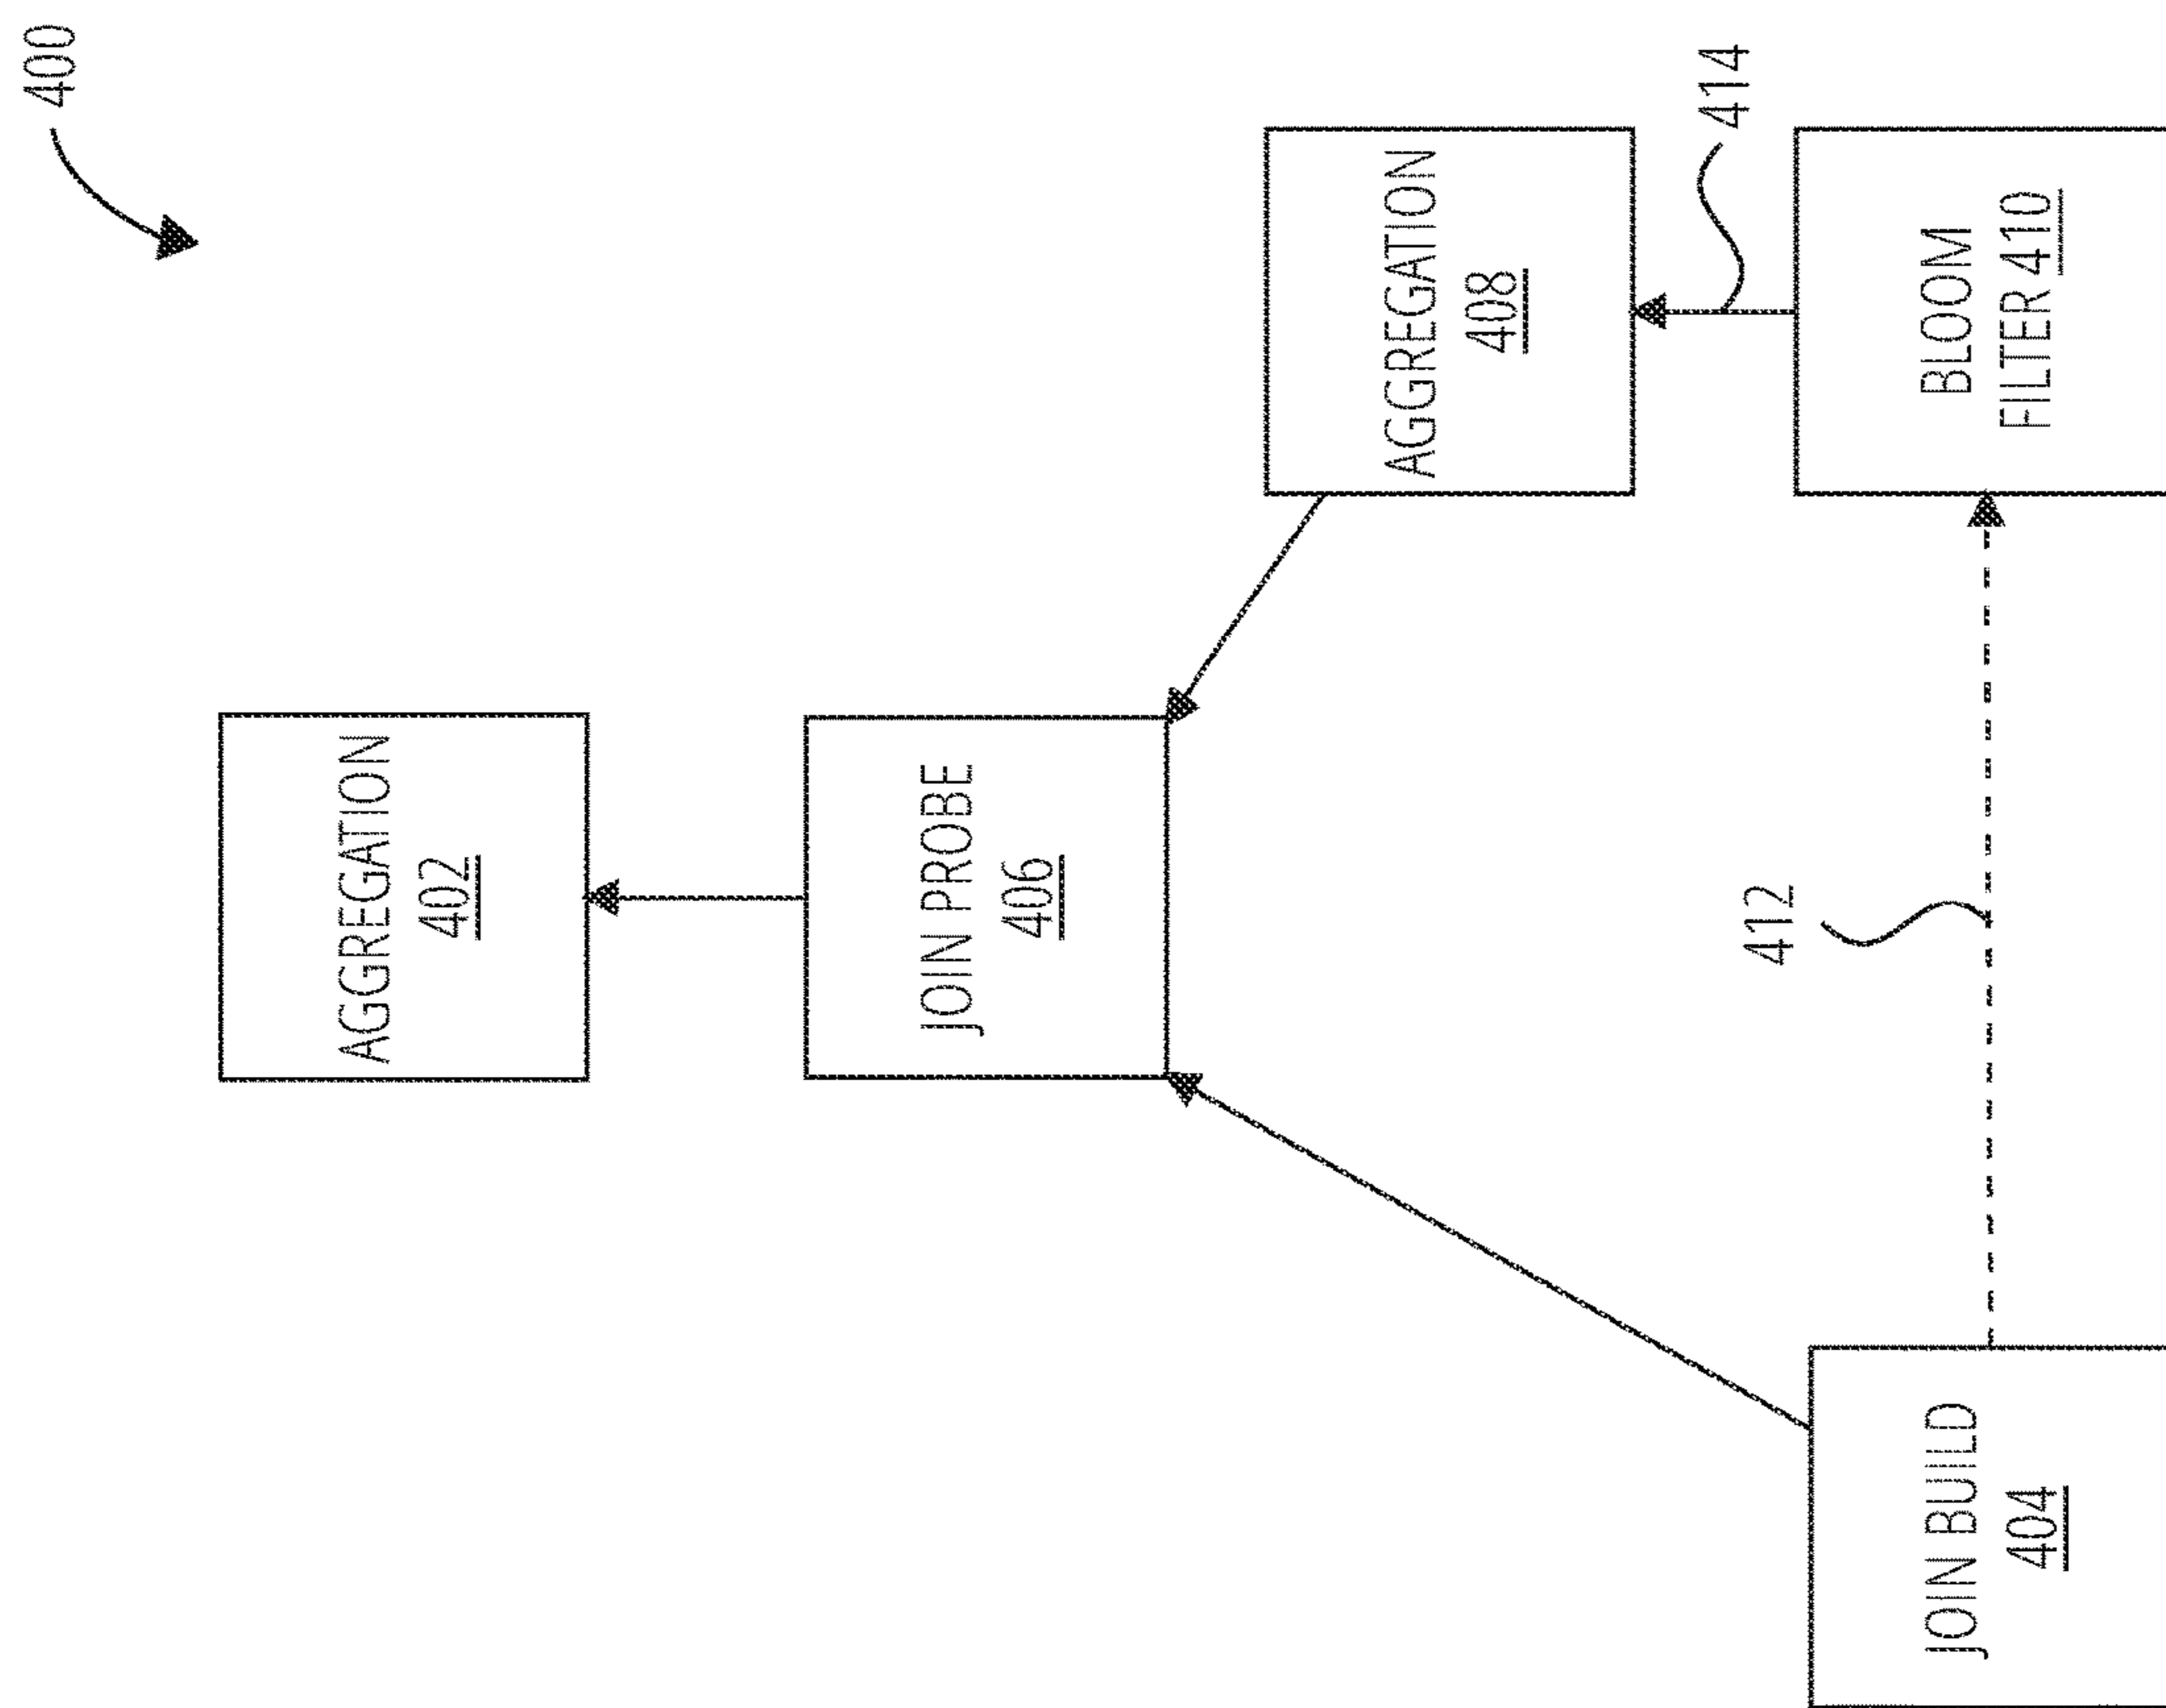 400
AGGREGATION
402
JOIN PROBE
406
AGGREGATION
408
414
BLOOM
FILTER 410
412
JOIN BUILD
404